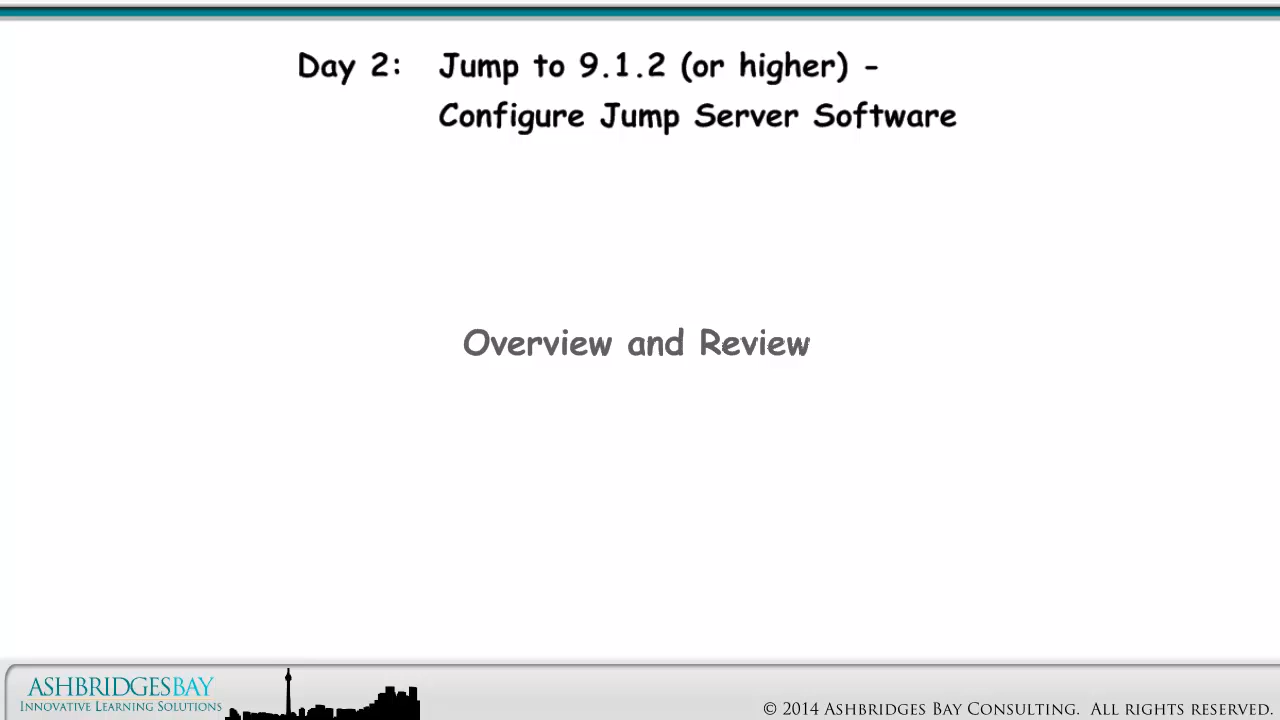 Day 2: Jump to 9.1.2 (or higher) -
Configure Jump Server Software
Overview and Review
ASHBRIDGESBAY
INNOVATIVE LEARNING SOLUTIONS
© 2014 ASHBRIDGES BAY CONSULTING. ALL RIGHTS RESERVED.